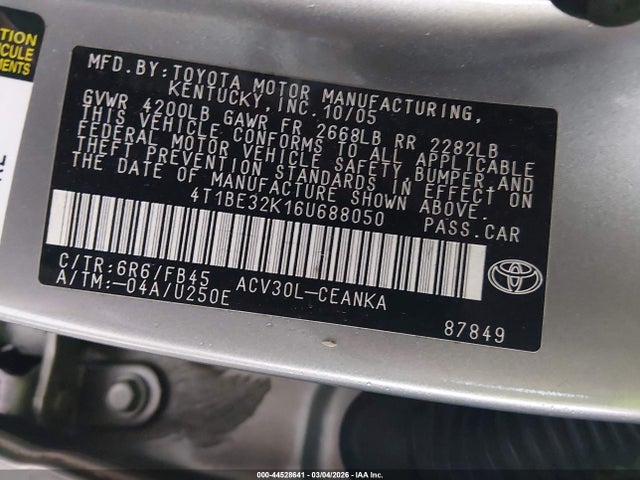 TION
ICULE
MENTS
MFD.BY:TOYOTA MOTOR MANUFACTURING,
KENTUCKY,INC.10/05
GVWR 4200LB GAWR FR 2668LB RR 2282LB
THIS VEHICLE CONFORMS TO ALL APPLICABLE
FEDERAL MOTOR VEHICLE SAFETY,BUMPER,AND
THEFT PREVENTION STANDARDS IN EFFECT ON
THE DATE OF MANUFACTURE SHOWN ABOVE.
4T1BE32K16U688050 PASS.CAR
C/TR:6R6/FB45 ACV30L-CEANKA
A/TM:-04A/U250E
87849
000-44528641 | 03/04/2026 | IAA Inc.